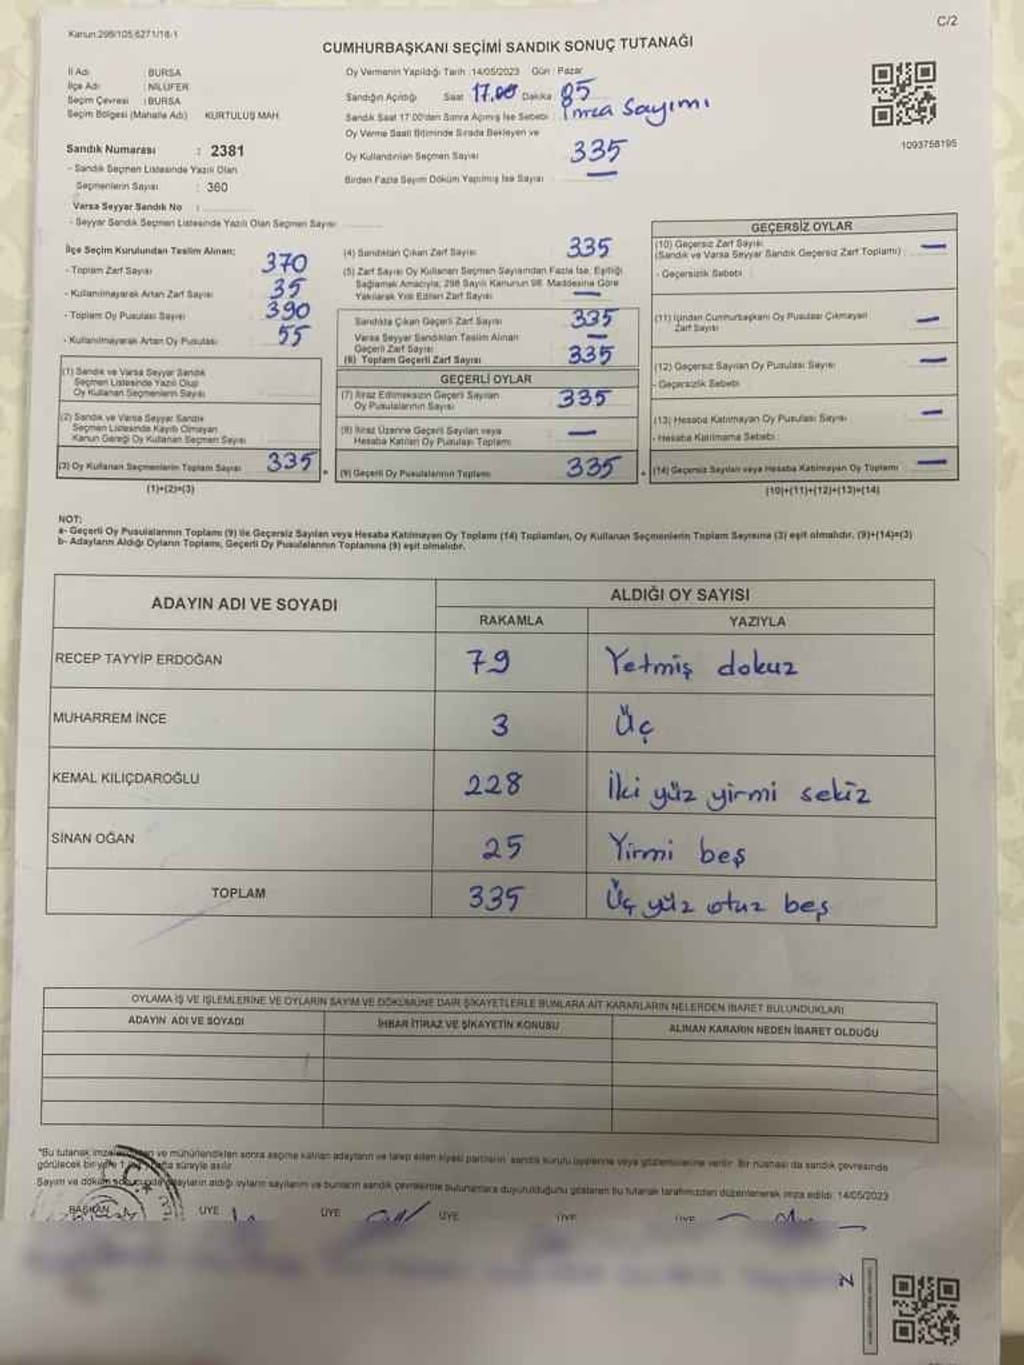 Kanun:298/105,6271/18-1
C/2
CUMHURBAŞKANI SEÇİMİ SANDIK SONUÇ TUTANAĞI
İl Adı : BURSA
İlçe Adı : NİLÜFER
Seçim Çevresi : BURSA
Seçim Bölgesi (Mahalle Adı) KURTULUŞ MAH.
Sandık Numarası : 2381
- Sandık Seçmen Listesinde Yazılı Olan
Seçmenlerin Sayısı : 360
Varsa Seyyar Sandık No :
- Seyyar Sandık Seçmen Listesinde Yazılı Olan Seçmen Sayısı :
Oy Vermenin Yapıldığı Tarih :14/05/2023 Gün : Pazar
Sandığın Açıldığı Saat 17.00 Dakika 05
Sandık Saat 17.00'den Sonra Açılmış İse Sebebi : İmza Sayımı
Oy Verme Saati Bitiminde Sırada Bekleyen ve
Oy Kullandırılan Seçmen Sayısı 335
Birden Fazla Sayım Döküm Yapılmış İse Sayısı : —
1093758195
İlçe Seçim Kurulundan Teslim Alınan;
- Toplam Zarf Sayısı 370
- Kullanılmayarak Artan Zarf Sayısı 35
- Toplam Oy Pusulası Sayısı 390
- Kullanılmayarak Artan Oy Pusulası 55
(1) Sandık ve Varsa Seyyar Sandık
Seçmen Listesinde Yazılı Olup
Oy Kullanan Seçmenlerin Sayısı
(2) Sandık ve Varsa Seyyar Sandık
Seçmen Listesinde Kayıtlı Olmayan
Kanun Gereği Oy Kullanan Seçmen Sayısı
(3) Oy Kullanan Seçmenlerin Toplam Sayısı 335
(1)+(2)=(3)
(4) Sandıktan Çıkan Zarf Sayısı 335
(5) Zarf Sayısı Oy Kullanan Seçmen Sayısından Fazla İse, Eşitliği
Sağlamak Amacıyla, 298 Sayılı Kanunun 98. Maddesine Göre
Yakılarak Yok Edilen Zarf Sayısı —
Sandıkta Çıkan Geçerli Zarf Sayısı 335
Varsa Seyyar Sandıktan Teslim Alınan
Geçerli Zarf Sayısı —
(6) Toplam Geçerli Zarf Sayısı 335
GEÇERLİ OYLAR
(7) İtiraz Edilmeksizin Geçerli Sayılan
Oy Pusulalarının Sayısı 335
(8) İtiraz Üzerine Geçerli Sayılan veya
Hesaba Katılan Oy Pusulası Toplamı —
(9) Geçerli Oy Pusulalarının Toplamı 335
GEÇERSİZ OYLAR
(10) Geçersiz Zarf Sayısı
(Sandık ve Varsa Seyyar Sandık Geçersiz Zarf Toplamı) : —
- Geçersizlik Sebebi :
(11) İçinden Cumhurbaşkanı Oy Pusulası Çıkmayan
Zarf Sayısı —
(12) Geçersiz Sayılan Oy Pusulası Sayısı —
- Geçersizlik Sebebi :
(13) Hesaba Katılmayan Oy Pusulası Sayısı —
- Hesaba Katılmama Sebebi :
(14) Geçersiz Sayılan veya Hesaba Katılmayan Oy Toplamı —
(10)+(11)+(12)+(13)=(14)
NOT:
a- Geçerli Oy Pusulalarının Toplamı (9) ile Geçersiz Sayılan veya Hesaba Katılmayan Oy Toplamı (14) Toplamları, Oy Kullanan Seçmenlerin Toplam Sayısına (3) eşit olmalıdır. (9)+(14)=(3)
b- Adayların Aldığı Oyların Toplamı, Geçerli Oy Pusulalarının Toplamına (9) eşit olmalıdır.
ADAYIN ADI VE SOYADI ALDIĞI OY SAYISI
RAKAMLA YAZIYLA
RECEP TAYYİP ERDOĞAN 79 Yetmiş dokuz
MUHARREM İNCE 3 Üç
KEMAL KILIÇDAROĞLU 228 İki yüz yirmi sekiz
SİNAN OĞAN 25 Yirmi beş
TOPLAM 335 Üç yüz otuz beş
OYLAMA İŞ VE İŞLEMLERİNE VE OYLARIN SAYIM VE DÖKÜMÜNE DAİR ŞİKAYETLERLE BUNLARA AİT KARARLARIN NELERDEN İBARET BULUNDUKLARI
ADAYIN ADI VE SOYADI İHBAR İTİRAZ VE ŞİKAYETİN KONUSU ALINAN KARARIN NEDEN İBARET OLDUĞU
"Bu tutanak ve mühürlendikten sonra seçime katılan adayların ve talep eden siyasi partilerin sandık kurulu üyelerine veya gözlemcilerine verilir. Bir nüshası da sandık çevresinde
görülecek bir yere 1 süreyle asılır.
Sayım ve döküm adayların aldığı oyların sayılarını ve bunların sandık çevresinde bulunanlara duyurulduğunu gösteren bu tutanak tarafımızdan düzenlenerek imza edildi. 14/05/2023
BAŞKAN ÜYE ÜYE ÜYE ÜYE ÜYE